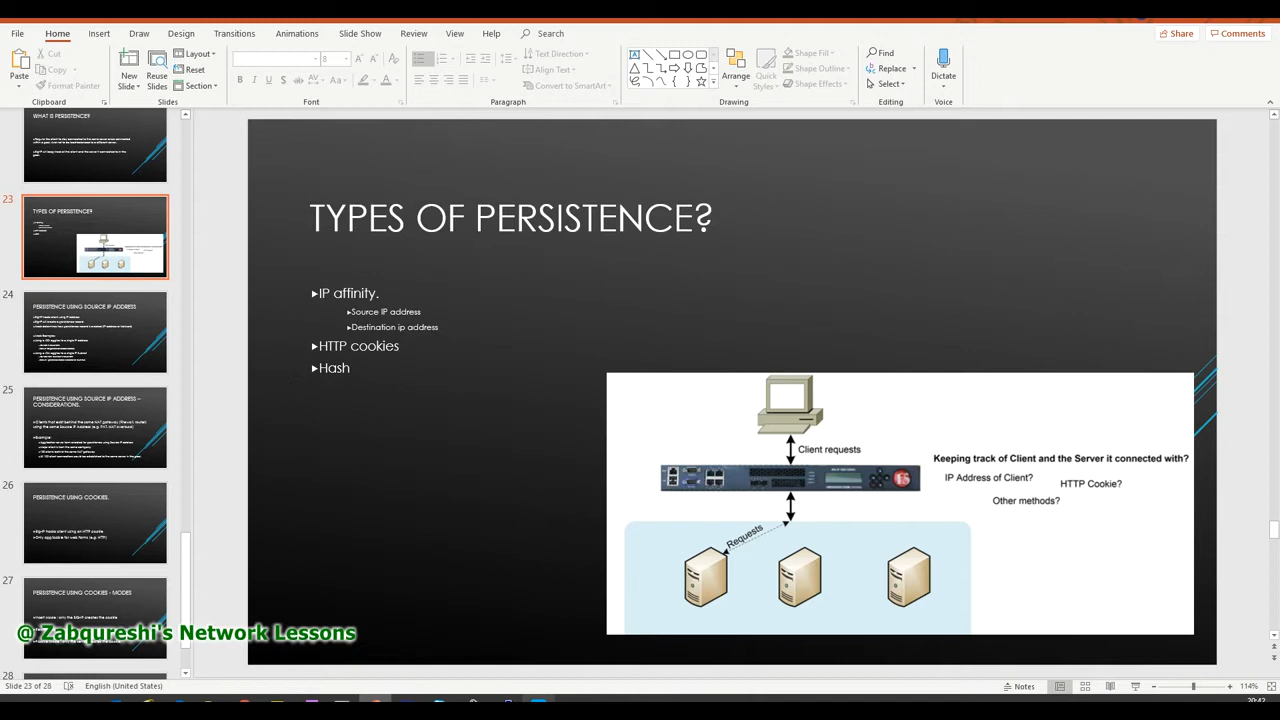 File Home Insert Draw Design Transitions Animations Slide Show Review View Help Search Share Comments
Paste Cut Copy Format Painter Clipboard
New Slide Reuse Slides Layout Reset Section Slides
8 Font
Text Direction Align Text Convert to SmartArt Paragraph
Arrange Quick Styles Shape Fill Shape Outline Shape Effects Drawing
Find Replace Select Editing
Dictate Voice
WHAT IS PERSISTENCE?
23
TYPES OF PERSISTENCE?
24
PERSISTENCE USING SOURCE IP ADDRESS
25
PERSISTENCE USING SOURCE IP ADDRESS –
CONSIDERATIONS.
26
PERSISTENCE USING COOKIES.
27
PERSISTENCE USING COOKIES - MODES
28
TYPES OF PERSISTENCE?
IP affinity.
Source IP address
Destination ip address
HTTP cookies
Hash
Client requests
Requests
Keeping track of Client and the Server it connected with?
IP Address of Client?
HTTP Cookie?
Other methods?
@ Zabqureshi's Network Lessons
Slide 23 of 28 English (United States) Notes 114%